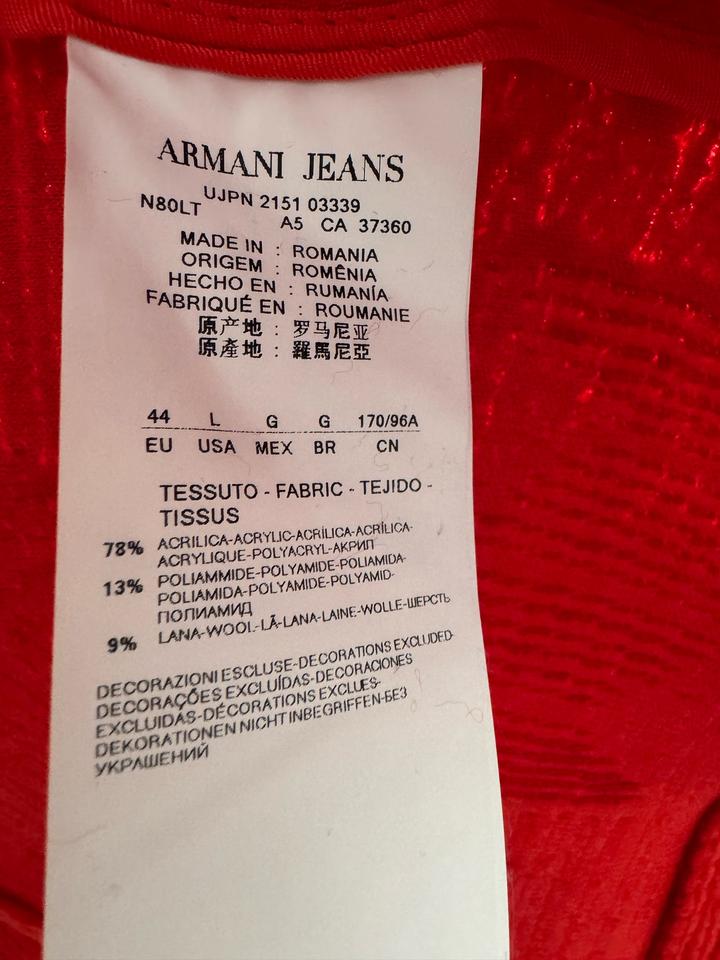 ARMANI JEANS
UJPN 2151 03339
N80LT A5 CA 37360
MADE IN : ROMANIA
ORIGEM : ROMÊNIA
HECHO EN : RUMANÍA
FABRIQUÉ EN : ROUMANIE
原产地 : 罗马尼亚
原產地 : 羅馬尼亞
44 L G G 170/96A
EU USA MEX BR CN
TESSUTO - FABRIC - TEJIDO -
TISSUS
78% ACRILICA-ACRYLIC-ACRÍLICA-ACRÍLICA-
ACRYLIQUE-POLYACRYL-АКРИЛ
13% POLIAMMIDE-POLYAMIDE-POLIAMIDA-
POLIAMIDA-POLYAMIDE-POLYAMID-
ПОЛИАМИД
9% LANA-WOOL-LÃ-LANA-LAINE-WOLLE-ШЕРСТЬ
DECORAZIONI ESCLUSE-DECORATIONS EXCLUDED-
DECORAÇÕES EXCLUÍDAS-DECORACIONES
EXCLUIDAS-DÉCORATIONS EXCLUES-
DEKORATIONEN NICHT INBEGRIFFEN-БЕЗ
УКРАШЕНИЙ